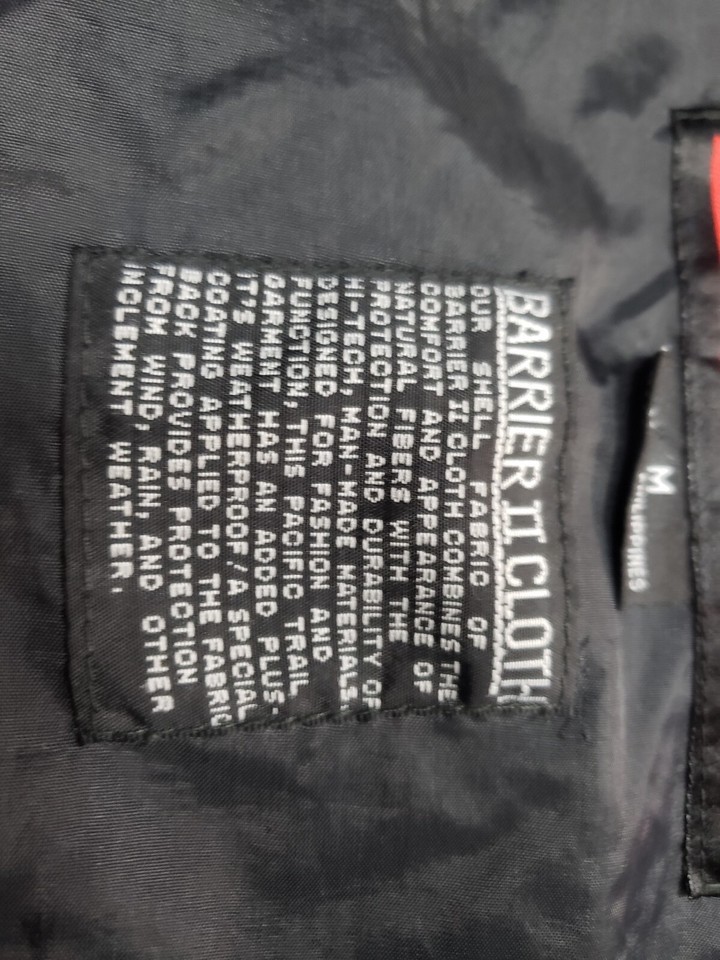 BARRIER II CLOTH
OUR SHELL FABRIC OF
BARRIER II CLOTH COMBINES THE
COMFORT AND APPEARANCE OF
NATURAL FIBERS WITH THE
PROTECTION AND DURABILITY OF
HI-TECH, MAN-MADE MATERIALS.
DESIGNED FOR FASHION AND
FUNCTION, THIS PACIFIC TRAIL
GARMENT HAS AN ADDED PLUS-
IT'S WEATHERPROOF/A SPECIAL
COATING APPLIED TO THE FABRIC
BACK PROVIDES PROTECTION
FROM WIND, RAIN, AND OTHER
INCLEMENT WEATHER.
M